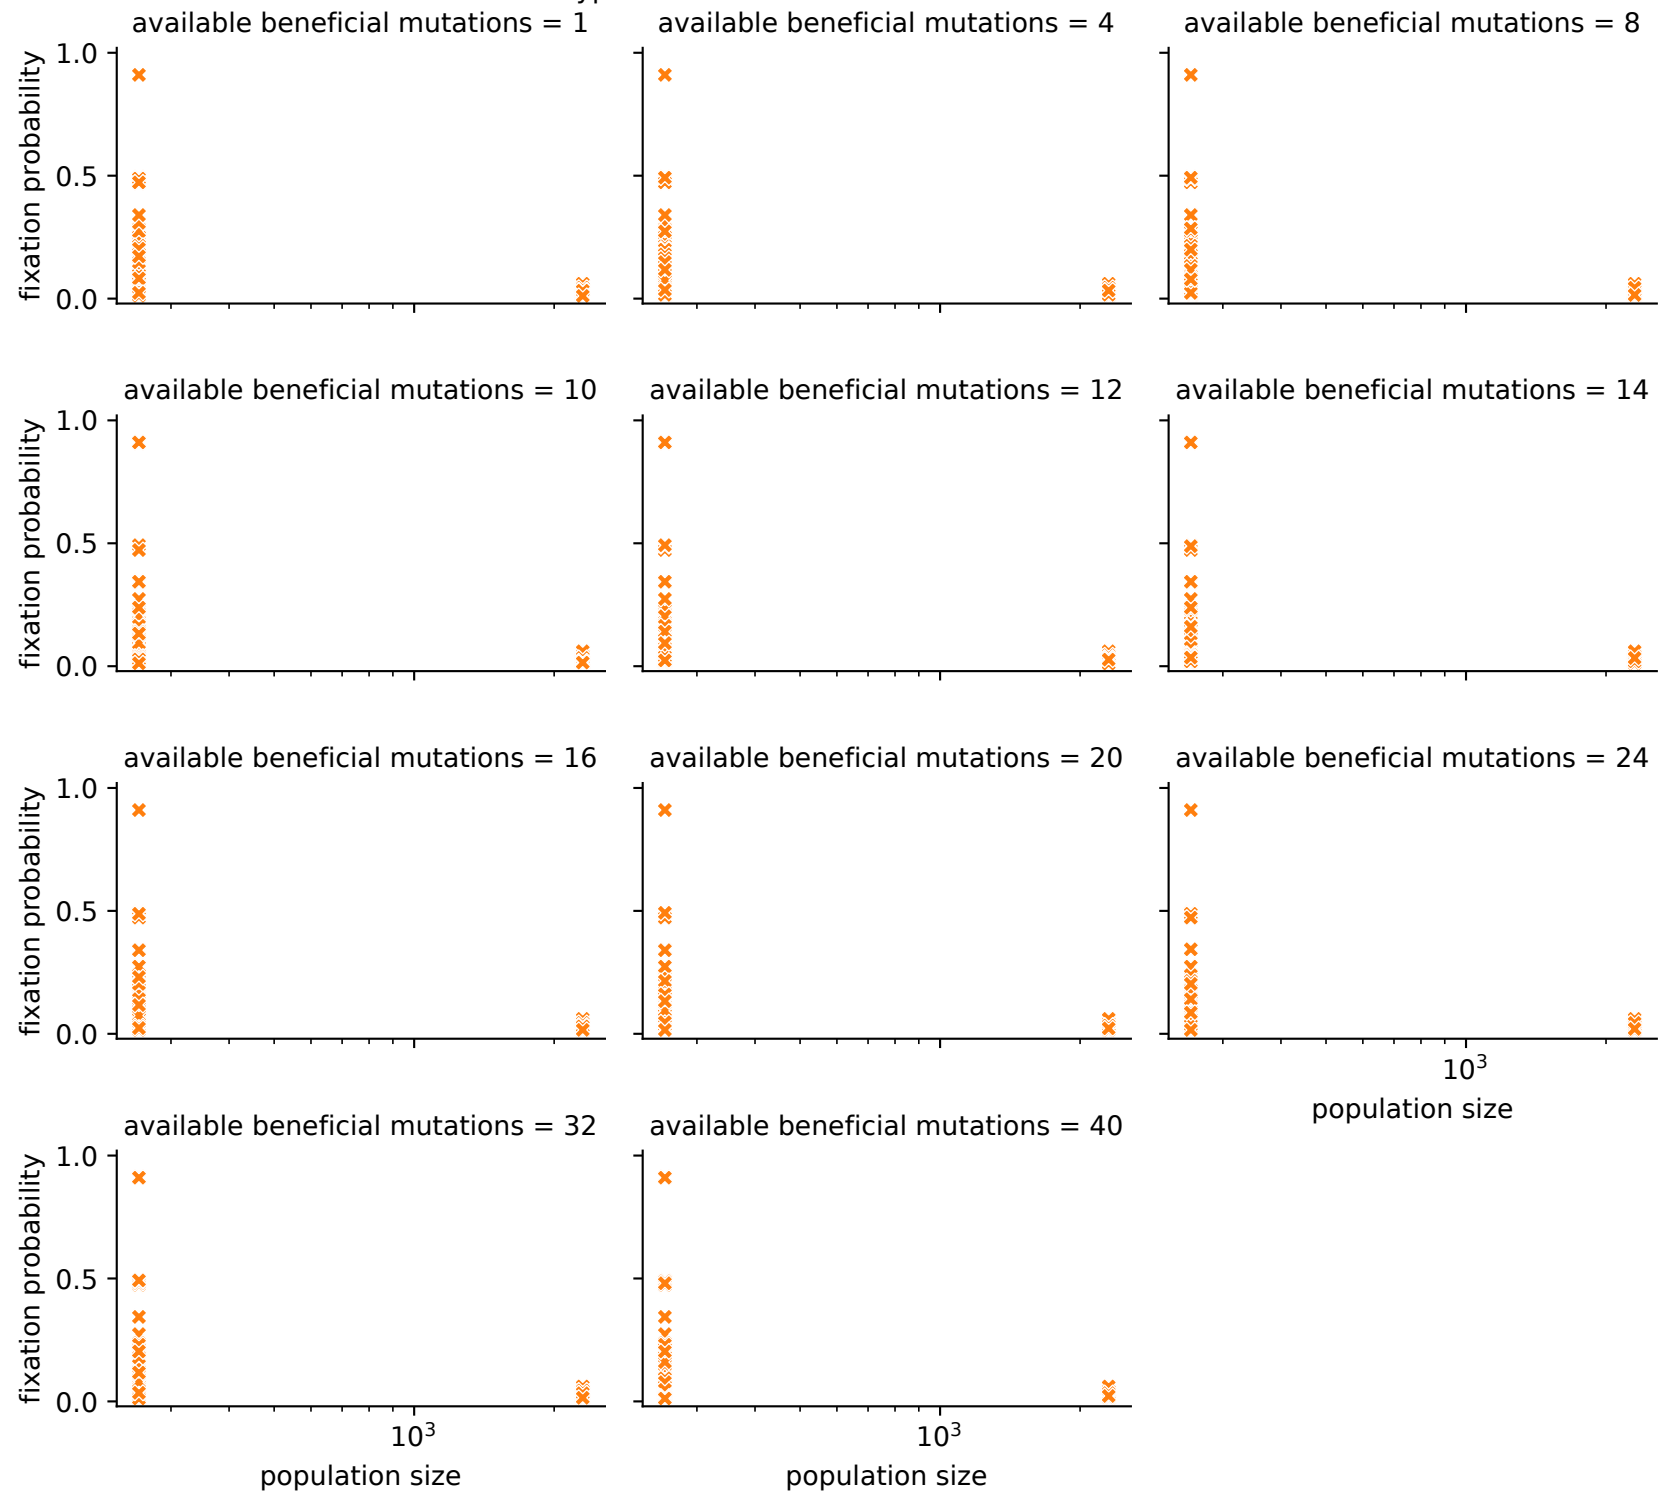 available beneficial mutations = 1
available beneficial mutations = 4
available beneficial mutations = 8
fixation probability
1.0
0.5
0.0
available beneficial mutations = 10
available beneficial mutations = 12
available beneficial mutations = 14
fixation probability
1.0
0.5
0.0
available beneficial mutations = 16
available beneficial mutations = 20
available beneficial mutations = 24
fixation probability
1.0
0.5
0.0
10³
population size
available beneficial mutations = 32
available beneficial mutations = 40
fixation probability
1.0
0.5
0.0
10³
10³
population size
population size